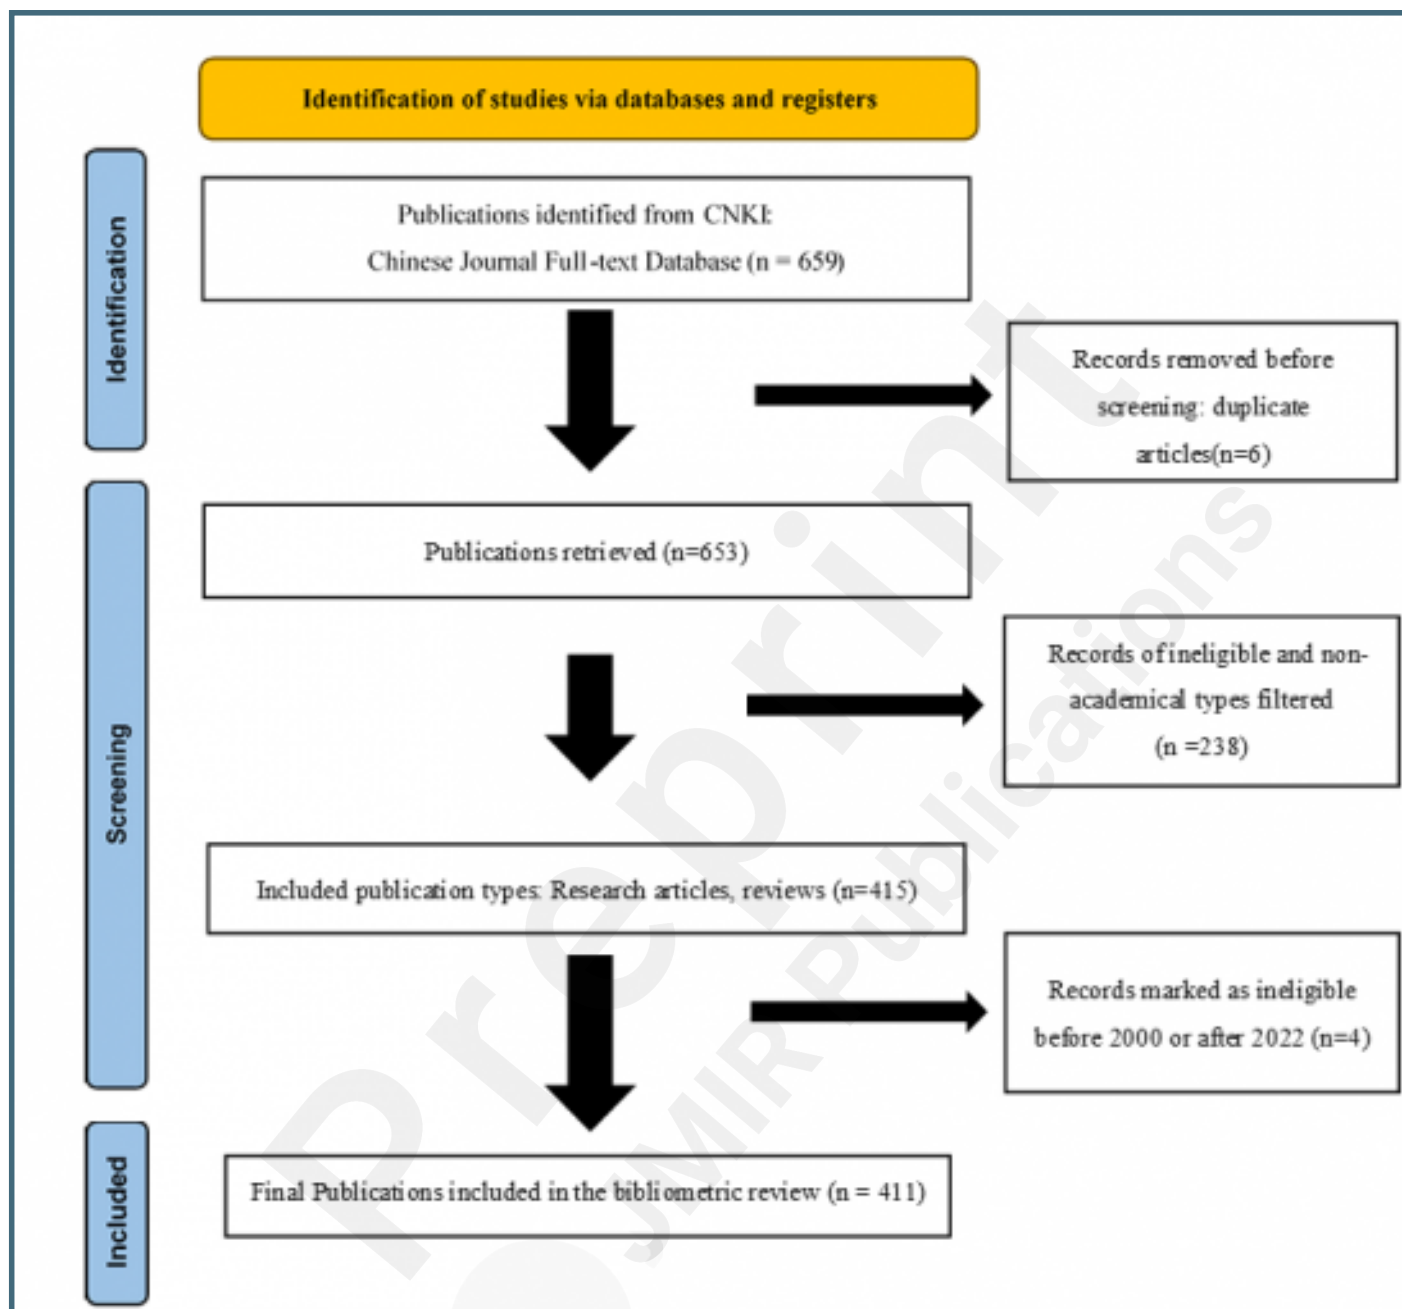 Identification of studies via databases and registers
Identification
Publications identified from CNKI:
Chinese Journal Full-text Database (n = 659)
Records removed before
screening: duplicate
articles(n=6)
Screening
Publications retrieved (n=653)
Records of ineligible and non-
academical types filtered
(n =238)
Included publication types: Research articles, reviews (n=415)
Records marked as ineligible
before 2000 or after 2022 (n=4)
Included
Final Publications included in the bibliometric review (n = 411)
Preprint
JMIR Publications